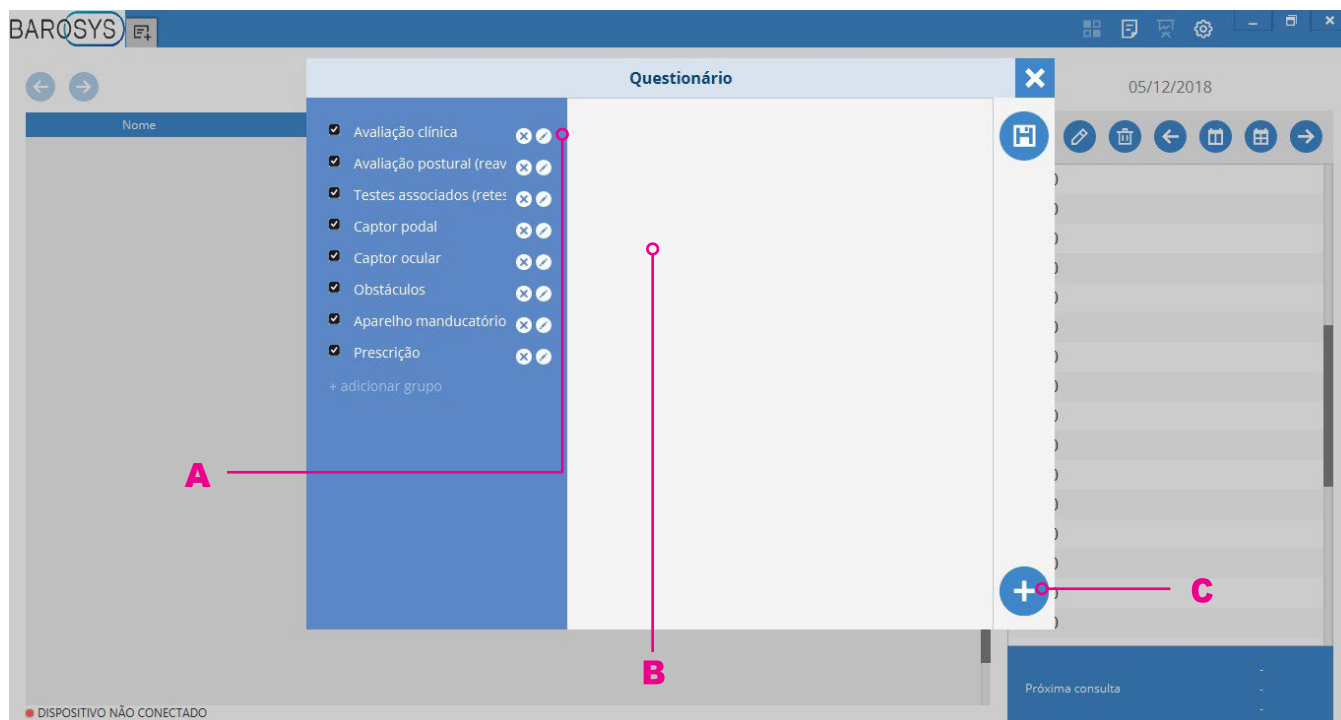 BAROSYS
Questionário
05/12/2018
Nome
Avaliação clínica
Avaliação postural (reav
Testes associados (retes
Captor podal
Captor ocular
Obstáculos
Aparelho manducatório
Prescrição
+ adicionar grupo
A
C
B
Próxima consulta
-
-
-
DISPOSITIVO NÃO CONECTADO